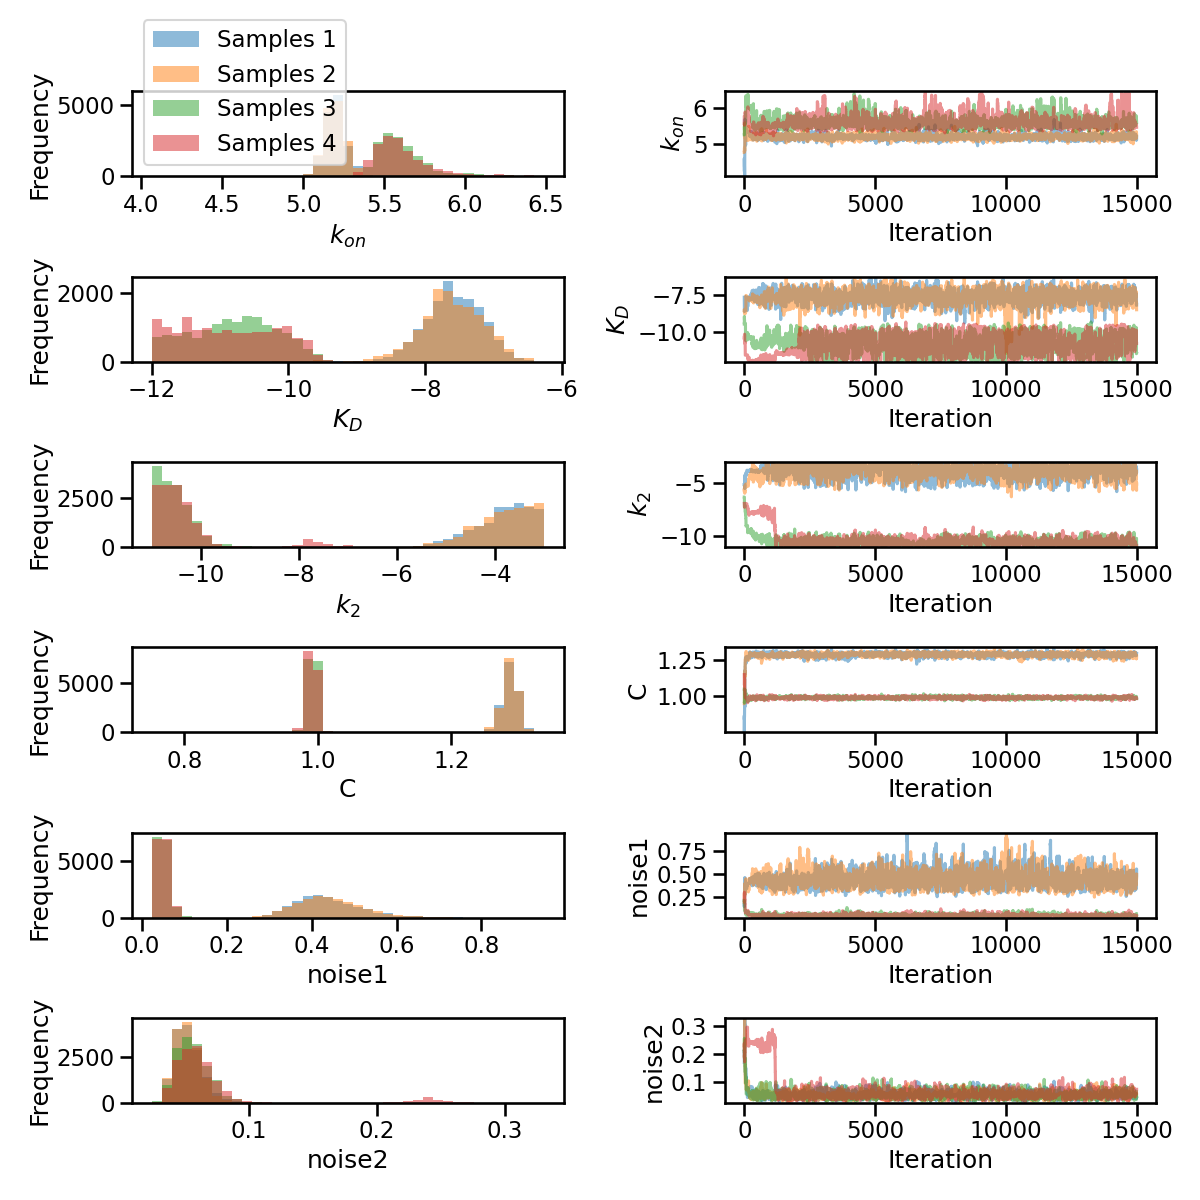 Samples 1
Samples 2
Samples 3
Samples 4
Frequency
5000
0
4.0 4.5 5.0 5.5 6.0 6.5
k_on
k_on
6
5
0 5000 10000 15000
Iteration
Frequency
2000
0
−12 −10 −8 −6
K_D
K_D
−7.5
−10.0
0 5000 10000 15000
Iteration
Frequency
2500
0
−10 −8 −6 −4
k_2
k_2
−5
−10
0 5000 10000 15000
Iteration
Frequency
5000
0
0.8 1.0 1.2
C
C
1.25
1.00
0 5000 10000 15000
Iteration
Frequency
5000
0
0.0 0.2 0.4 0.6 0.8
noise1
noise1
0.75
0.50
0.25
0 5000 10000 15000
Iteration
Frequency
2500
0
0.1 0.2 0.3
noise2
noise2
0.3
0.2
0.1
0 5000 10000 15000
Iteration